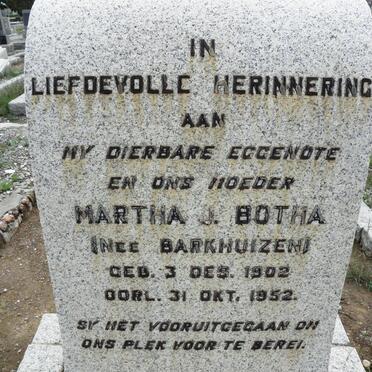 IN
LIEFDEVOLLE HERINNERING
AAN
MY DIERBARE EGGENOTE
EN ONS MOEDER
MARTHA J. BOTHA
(NEE BARKHUIZEN)
GEB. 3 DES. 1902
OORL. 31 OKT. 1952.
SY HET VOORUITGEGAAN OM
ONS PLEK VOOR TE BEREI.